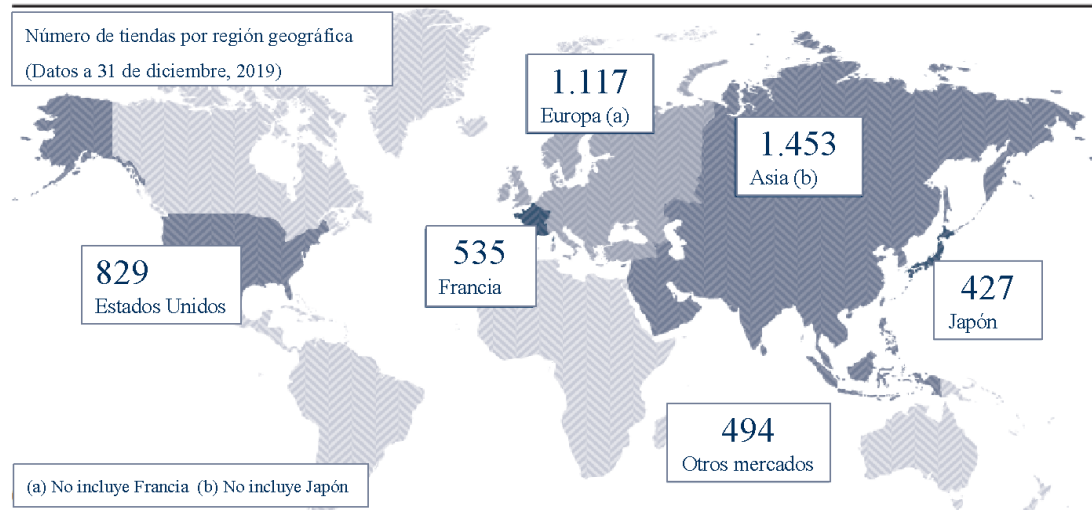 Número de tiendas por región geográfica
(Datos a 31 de diciembre, 2019)
1.117
Europa (a)
1.453
Asia (b)
829
Estados Unidos
535
Francia
427
Japón
494
Otros mercados
(a) No incluye Francia (b) No incluye Japón